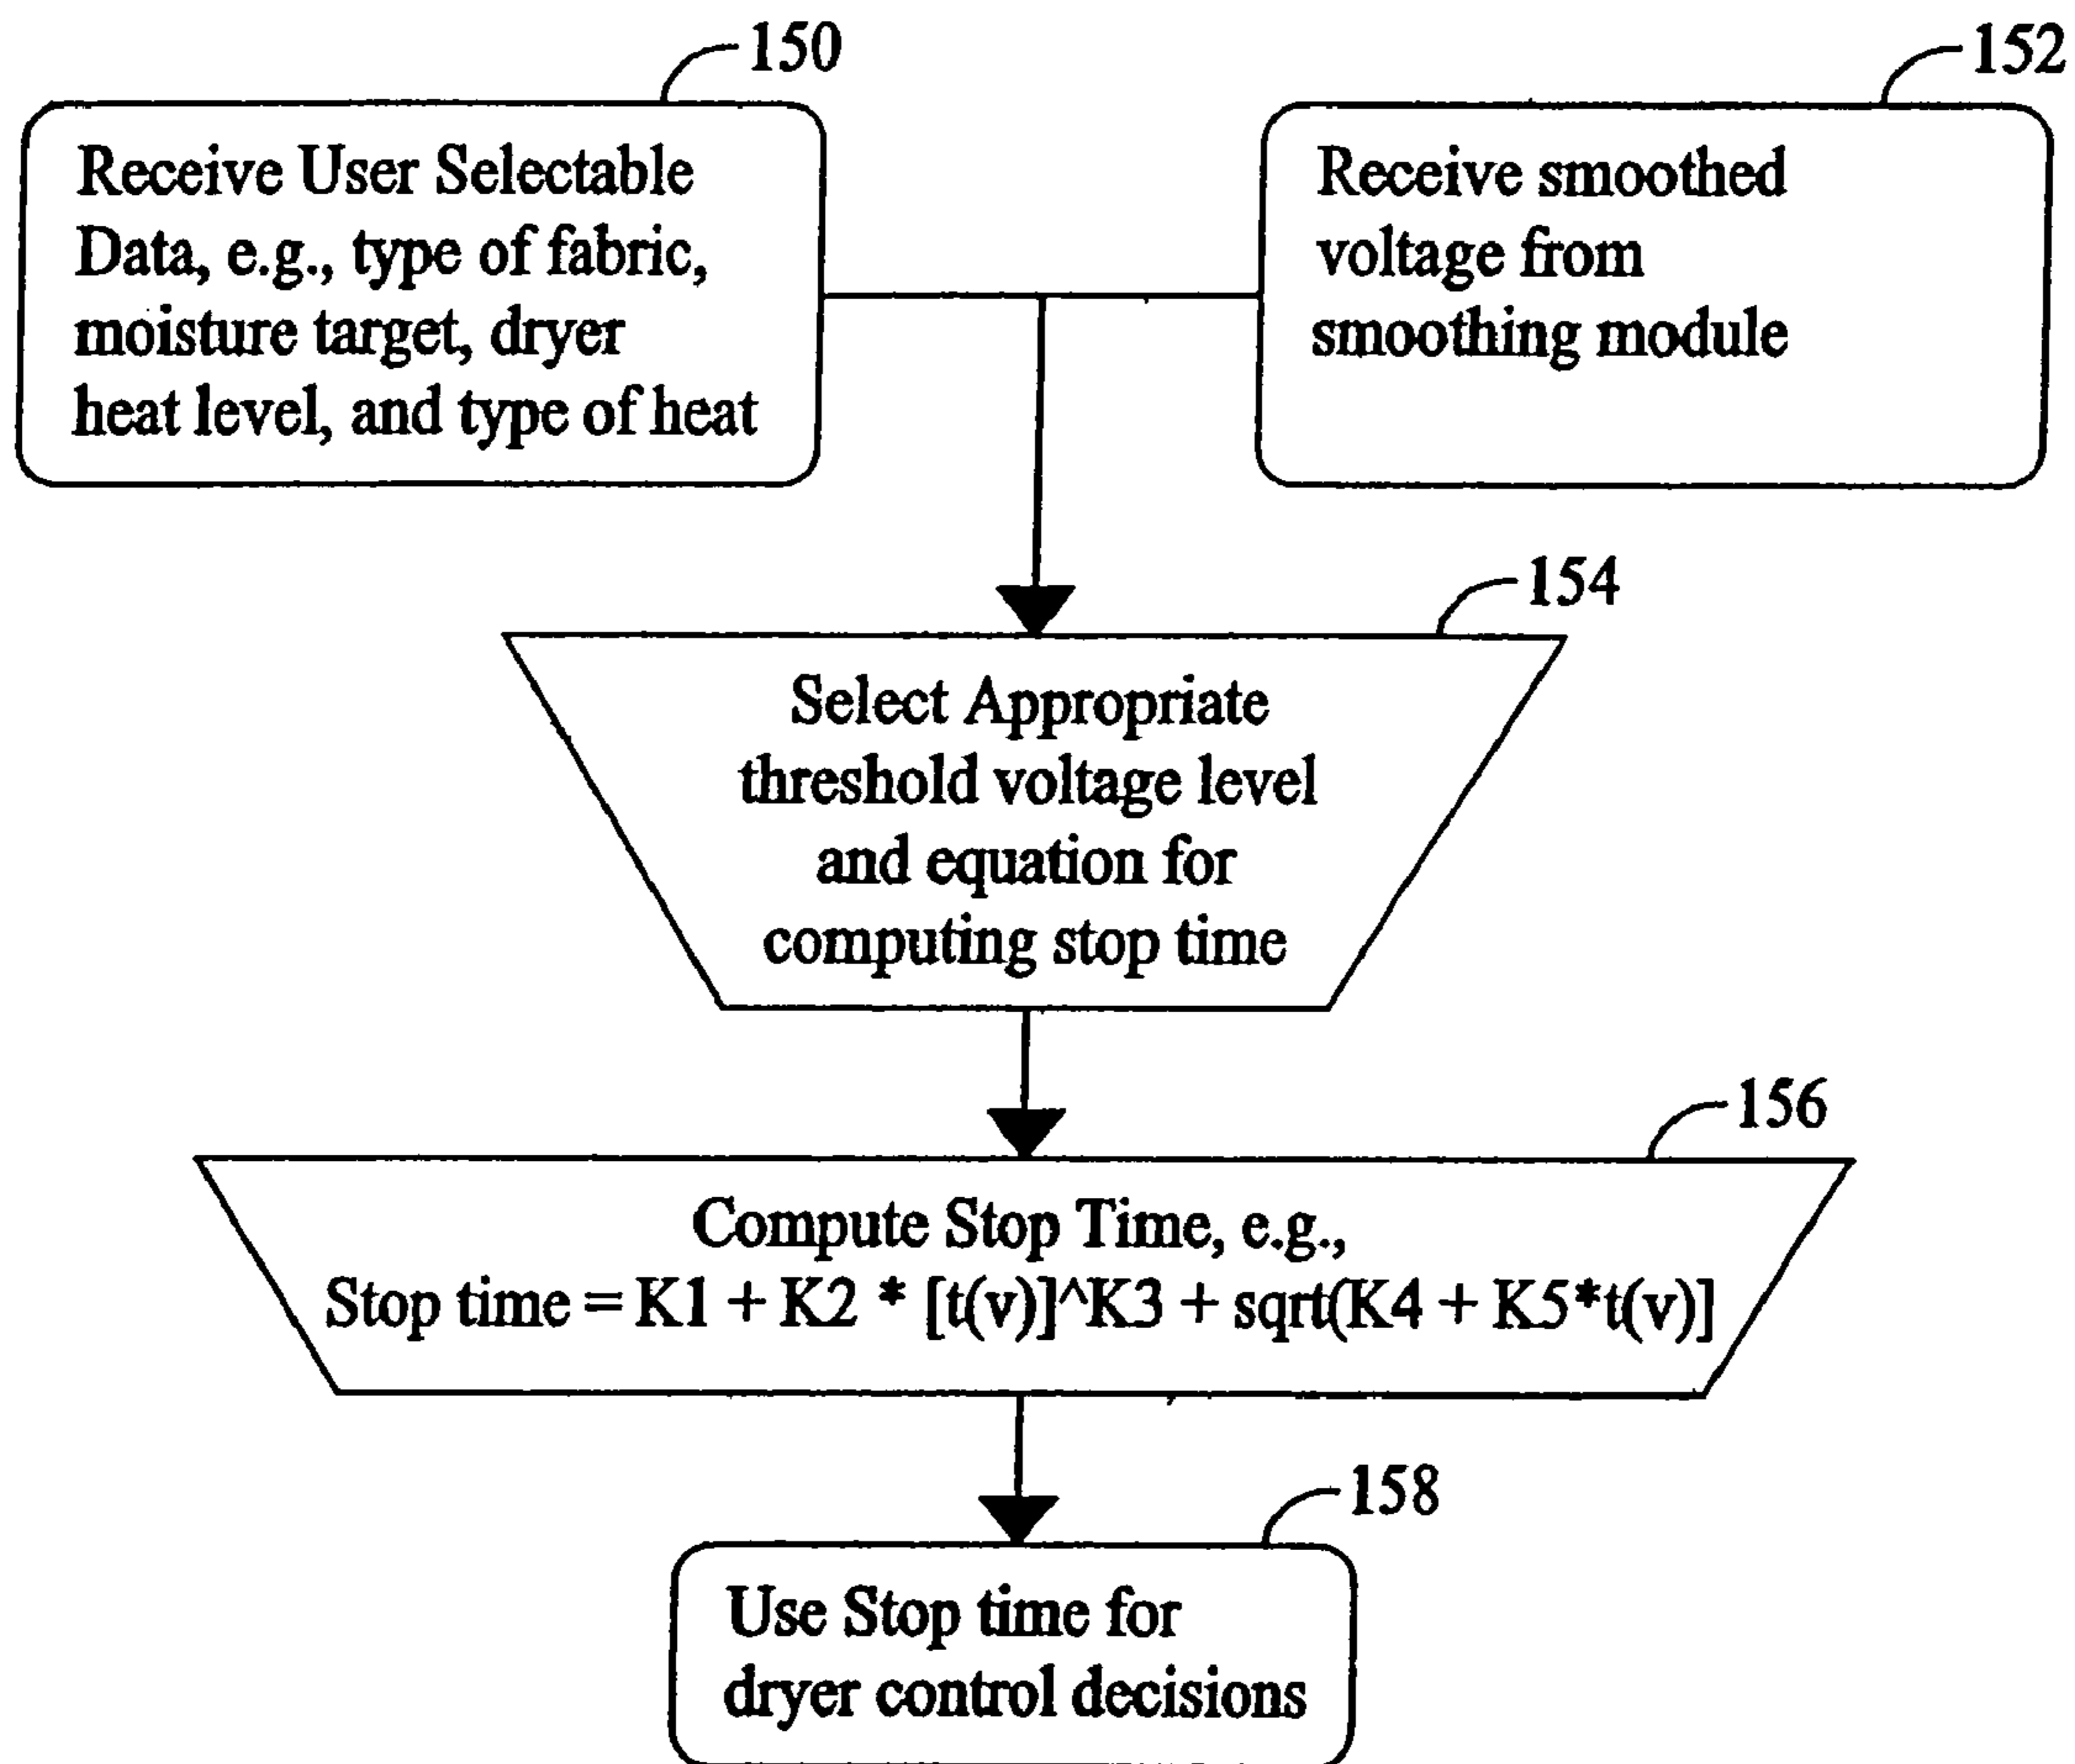 150
Receive User Selectable
Data, e.g., type of fabric,
moisture target, dryer
heat level, and type of heat
152
Receive smoothed
voltage from
smoothing module
154
Select Appropriate
threshold voltage level
and equation for
computing stop time
156
Compute Stop Time, e.g.,
Stop time = K1 + K2 * [t(v)]^K3 + sqrt(K4 + K5*t(v)]
158
Use Stop time for
dryer control decisions